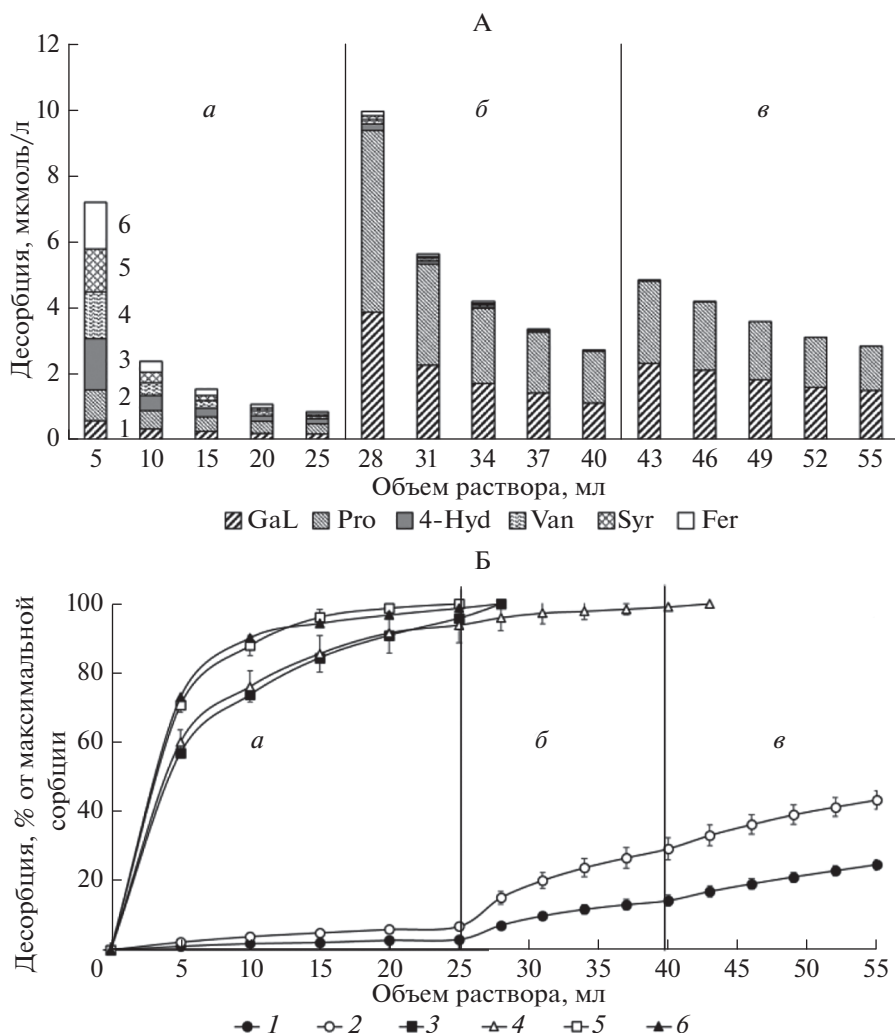 А
12
10
8
6
4
2
0
Десорбция, мкмоль/л
а
б
в
6
5
4
3
2
1
5 10 15 20 25 28 31 34 37 40 43 46 49 52 55
Объем раствора, мл
GaL Pro 4-Hyd Van Syr Fer
Б
100
80
60
40
20
0
Десорбция, % от максимальной
сорбции
а
б
в
5 10 15 20 25 30 35 40 45 50 55
Объем раствора, мл
1 2 3 4 5 6